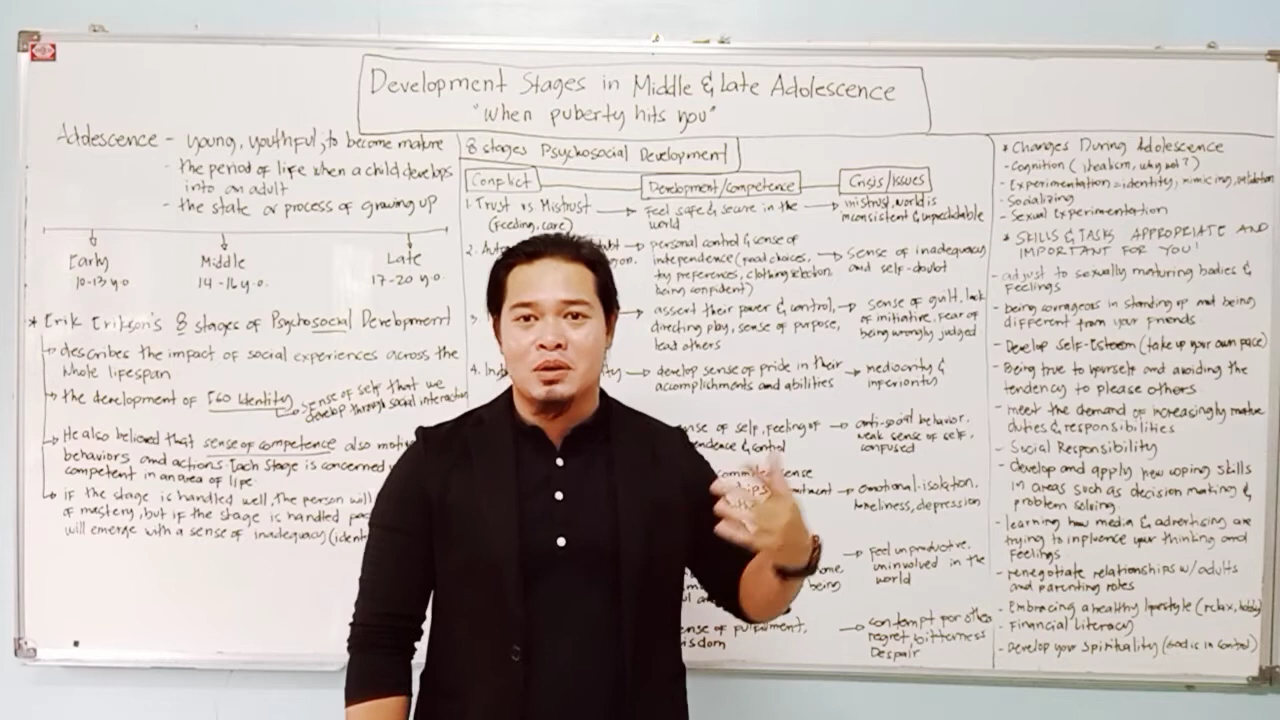 Development Stages in Middle & Late Adolescence
"when puberty hits you"
Adolescence - young, youthful, to become mature
- the period of life when a child develops
into an adult
- the state or process of growing up
Early
Middle
Late
10-13 y.o
14-16 y.o.
17-20 y.o.
* Erik Erikson's 8 stages of Psychosocial Development
describes the impact of social experiences across the
whole lifespan
the development of EGO Identity
sense of self that we
develop through social interaction
He also believed that sense of competence also
behaviors and actions. Each stage is concerned
competent in an area of life.
if the stage is handled well, the person will
of mastery, but if the stage is handled
will emerge with a sense of inadequacy
8 stages Psychosocial Development
Conflict
Development/competence
Crisis/Issues
1. Trust vs Mistrust
(feeding, care)
feel safe & secure in the
world
mistrust, world is
inconsistent & unpredictable
2.
personal control & sense of
independence (food choices,
toy preferences, clothing selection,
being confident)
sense of inadequacy
and self-doubt
3
assert their power & control,
directing play, sense of purpose,
lead others
sense of guilt, lack
of initiative, fear of
being wrongly judged
4.
develop sense of pride in their
accomplishments and abilities
mediocrity &
inferiority
of self, feeling of
& control
anti-social behavior,
weak sense of self,
confused
emotional isolation,
loneliness, depression
being
feel unproductive,
uninvolved in the
world
of fulfilment,
contempt for other
regret, bitterness
Despair
* Changes During Adolescence
- Cognition (idealism, why not?)
- Experimentation = identity, mimicing, validation
- Socializing
- Sexual Experimentation
* SKILLS & TASKS APPROPRIATE AND
IMPORTANT FOR YOU!
- adjust to sexually maturing bodies &
feelings
- being courageous in standing up and being
different from your friends
- Develop self-Esteem (take up your own pace)
- Being true to yourself and avoiding the
tendency to please others
- meet the demand of increasingly mature
duties & responsibilities
- Social Responsibility
- develop and apply new coping skills
in areas such as decision making &
problem solving
- learning how media & advertising are
trying to influence your thinking and
feelings
- renegotiate relationships w/ adults
and parenting roles
- Embracing a healthy lifestyle (relax, hobby)
- Financial literacy
- Develop your Spirituality (God is in control)